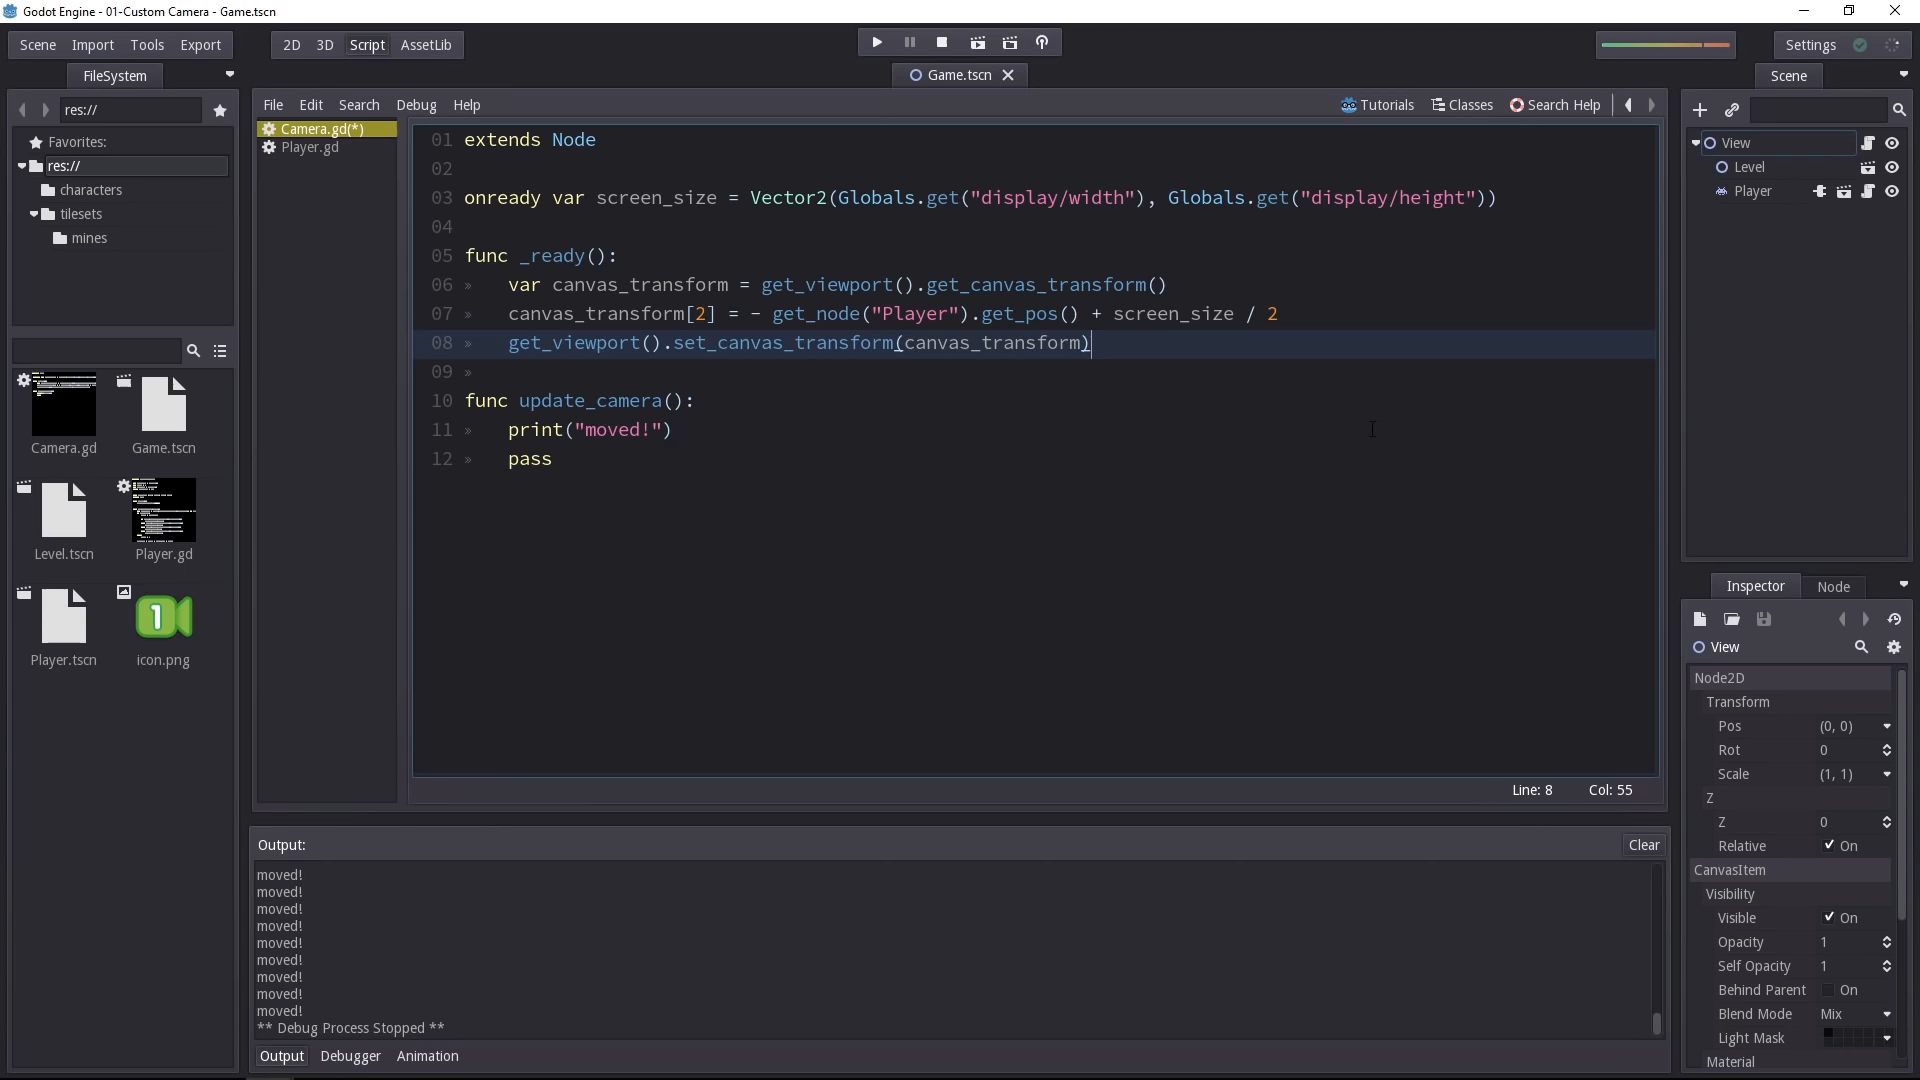 Godot Engine - 01-Custom Camera - Game.tscn
Scene Import Tools Export
2D 3D Script AssetLib
Settings
FileSystem
Game.tscn
Scene
res://
File Edit Search Debug Help
Tutorials Classes Search Help
Favorites:
res://
characters
tilesets
mines
Camera.gd
Game.tscn
Level.tscn
Player.gd
Player.tscn
icon.png
Camera.gd(*)
Player.gd
01 extends Node
02
03 onready var screen_size = Vector2(Globals.get("display/width"), Globals.get("display/height"))
04
05 func _ready():
06 » var canvas_transform = get_viewport().get_canvas_transform()
07 » canvas_transform[2] = - get_node("Player").get_pos() + screen_size / 2
08 » get_viewport().set_canvas_transform(canvas_transform)
09 »
10 func update_camera():
11 » print("moved!")
12 » pass
Line: 8 Col: 55
Output:
Clear
moved!
moved!
moved!
moved!
moved!
moved!
moved!
moved!
moved!
** Debug Process Stopped **
Output Debugger Animation
View
Level
Player
Inspector Node
View
Node2D
Transform
Pos (0, 0)
Rot 0
Scale (1, 1)
Z
Z 0
Relative On
CanvasItem
Visibility
Visible On
Opacity 1
Self Opacity 1
Behind Parent On
Blend Mode Mix
Light Mask
Material